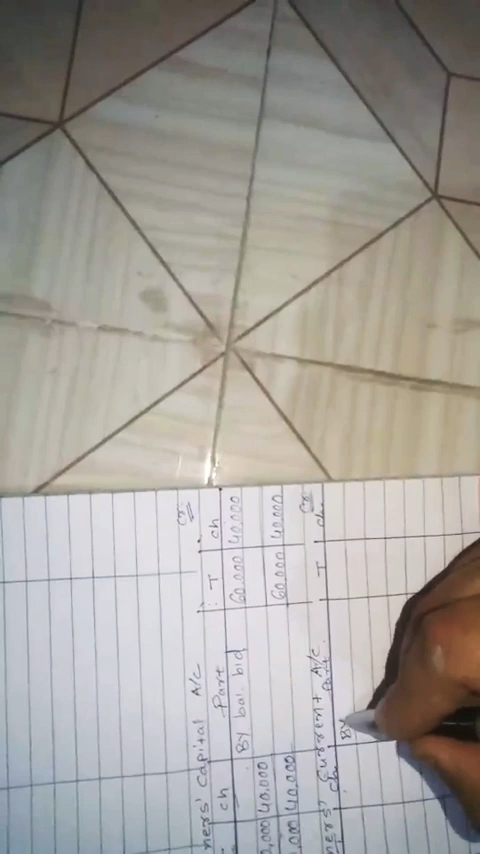 ners' Capital A/c Cr
ch Part T ch
,000 40,000 By bal. b/d 60,000 40,000
,000 40,000 60,000 40,000
ners' Current A/c Cr
ch Part. T ch
By